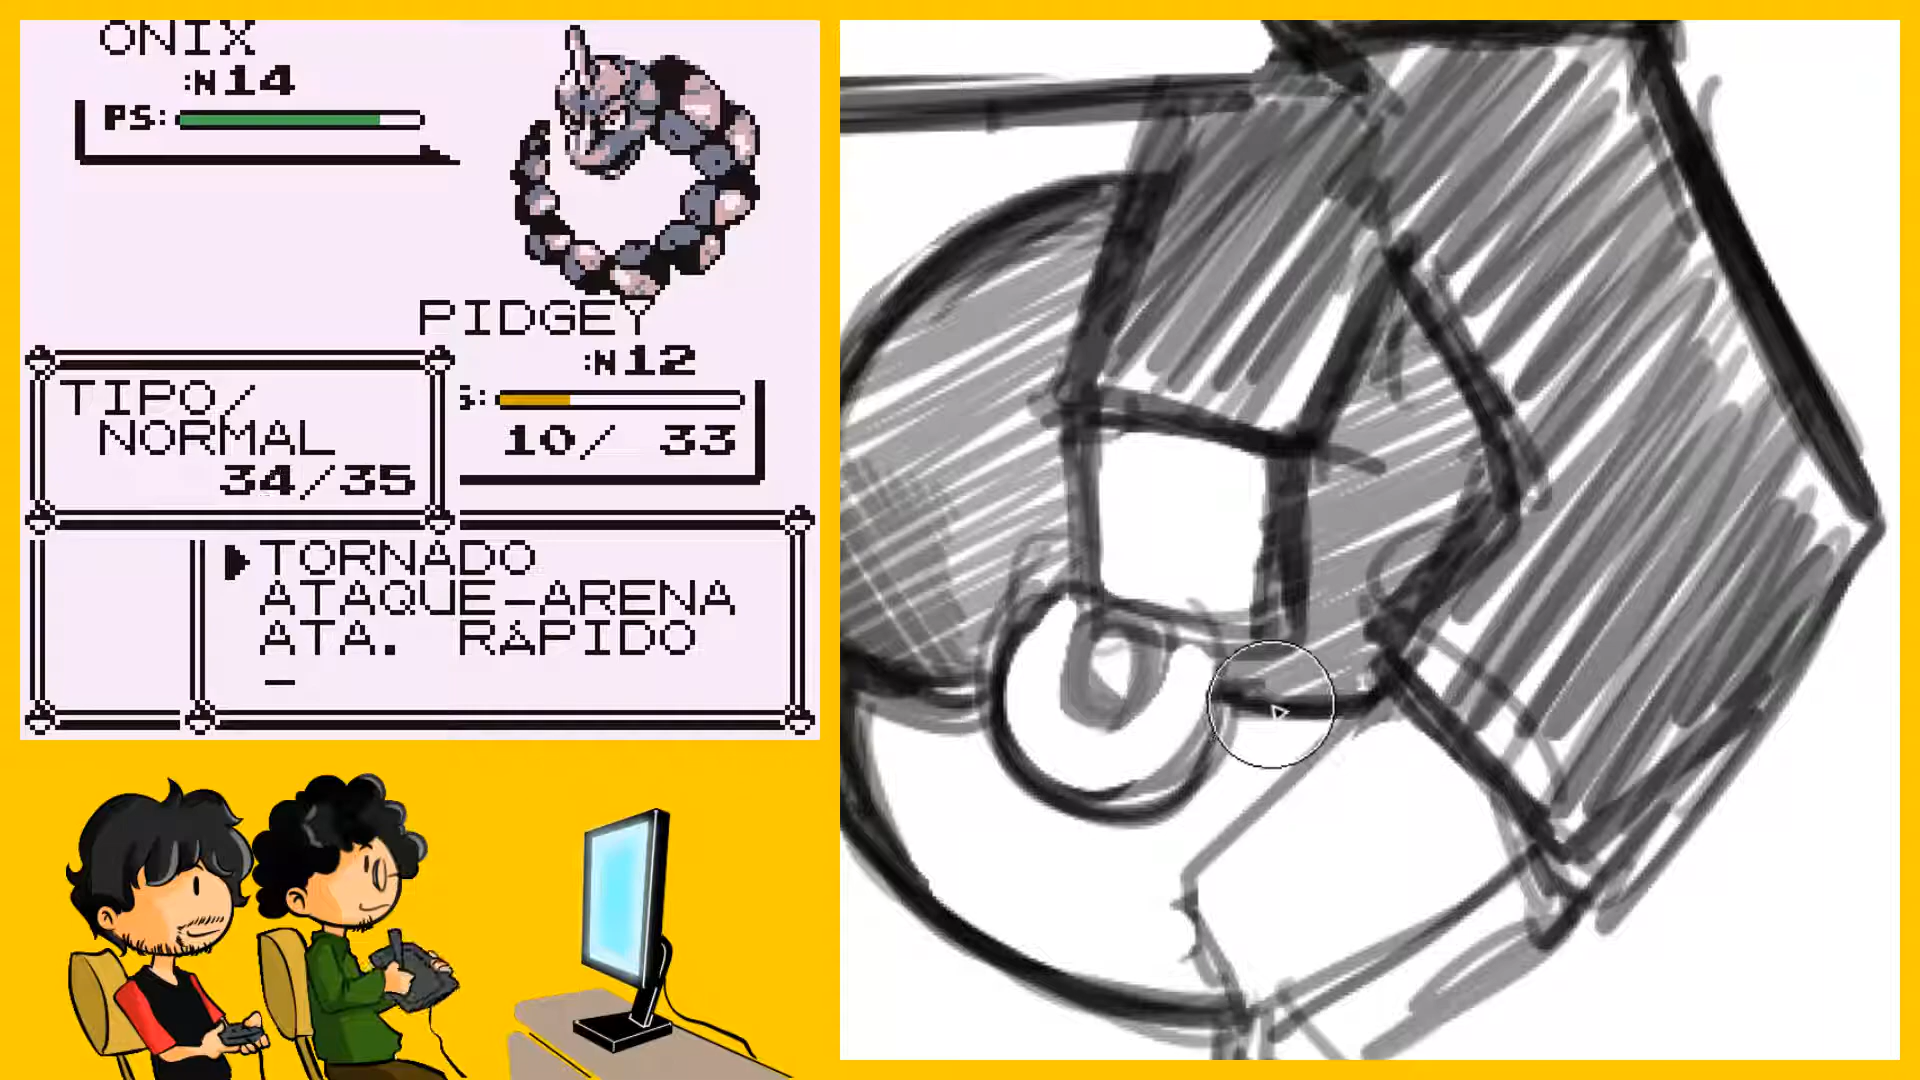 ONIX
:N14
PS:
PIDGEY
:N12
S:
10/ 33
TIPO/
NORMAL
34/35
TORNADO
ATAQUE-ARENA
ATA. RÁPIDO
-